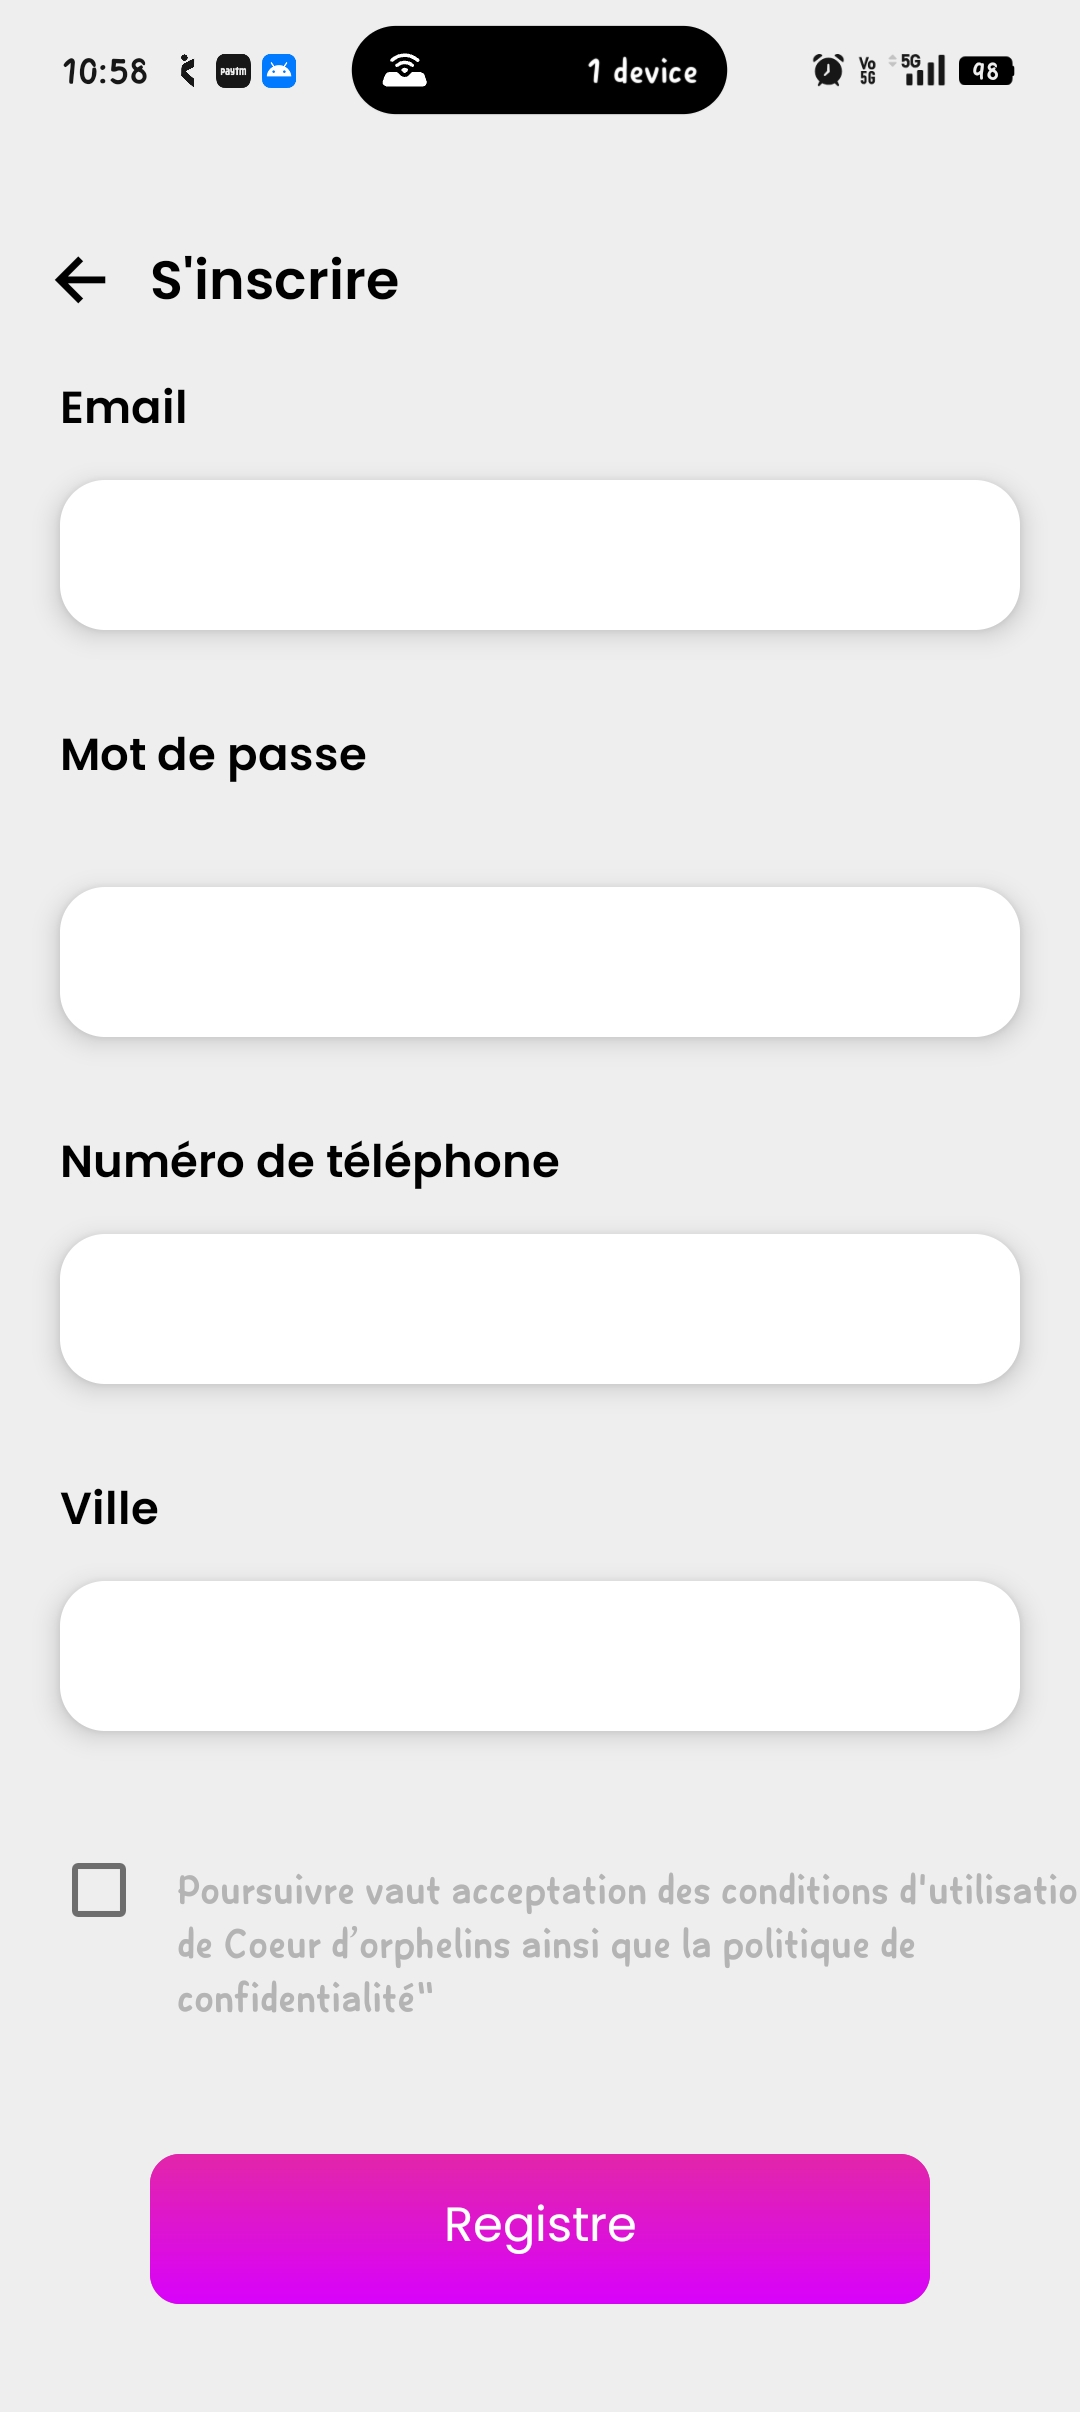 10:58 paytm 1 device Vo 5G 5G 98
S'inscrire
Email
Mot de passe
Numéro de téléphone
Ville
Poursuivre vaut acceptation des conditions d'utilisatio
de Coeur d’orphelins ainsi que la politique de
confidentialité"
Registre